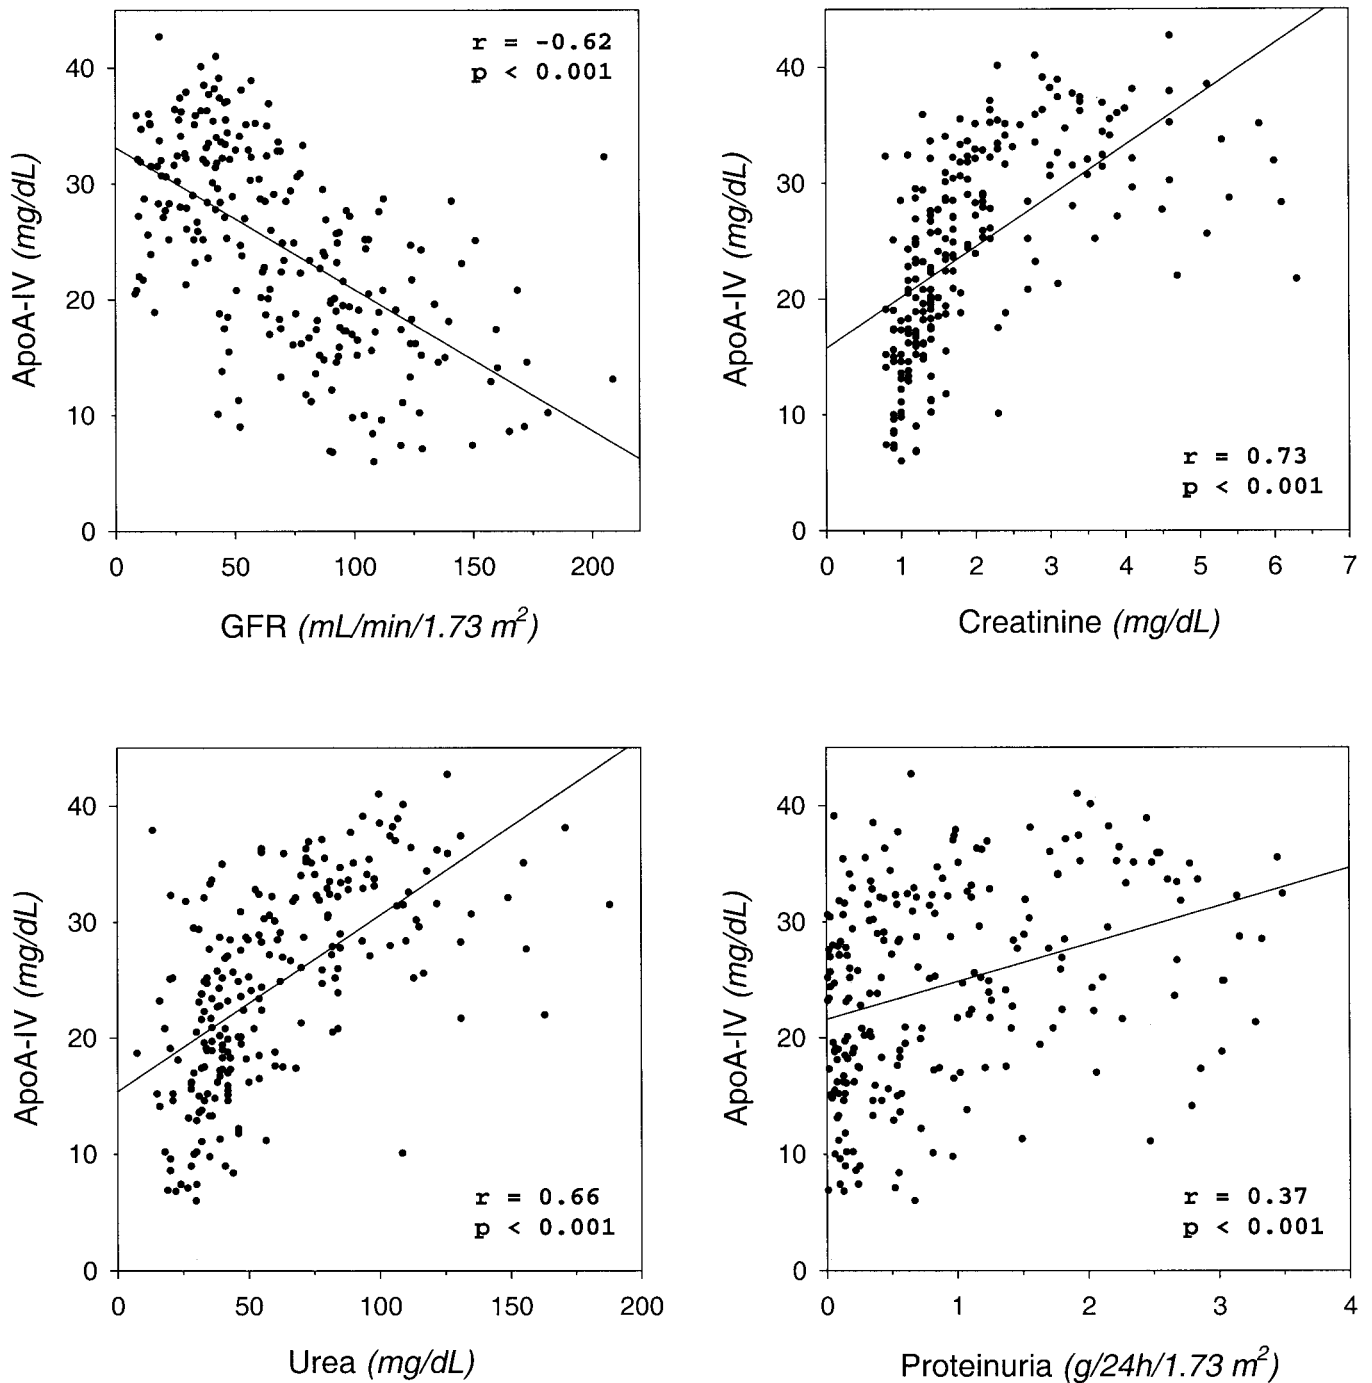 r = -0.62
p < 0.001
40
30
20
10
0
ApoA-IV (mg/dL)
0 50 100 150 200
GFR (mL/min/1.73 m²)
40
30
20
10
0
ApoA-IV (mg/dL)
r = 0.73
p < 0.001
0 1 2 3 4 5 6 7
Creatinine (mg/dL)
40
30
20
10
0
ApoA-IV (mg/dL)
r = 0.66
p < 0.001
0 50 100 150 200
Urea (mg/dL)
40
30
20
10
0
ApoA-IV (mg/dL)
r = 0.37
p < 0.001
0 1 2 3 4
Proteinuria (g/24h/1.73 m²)